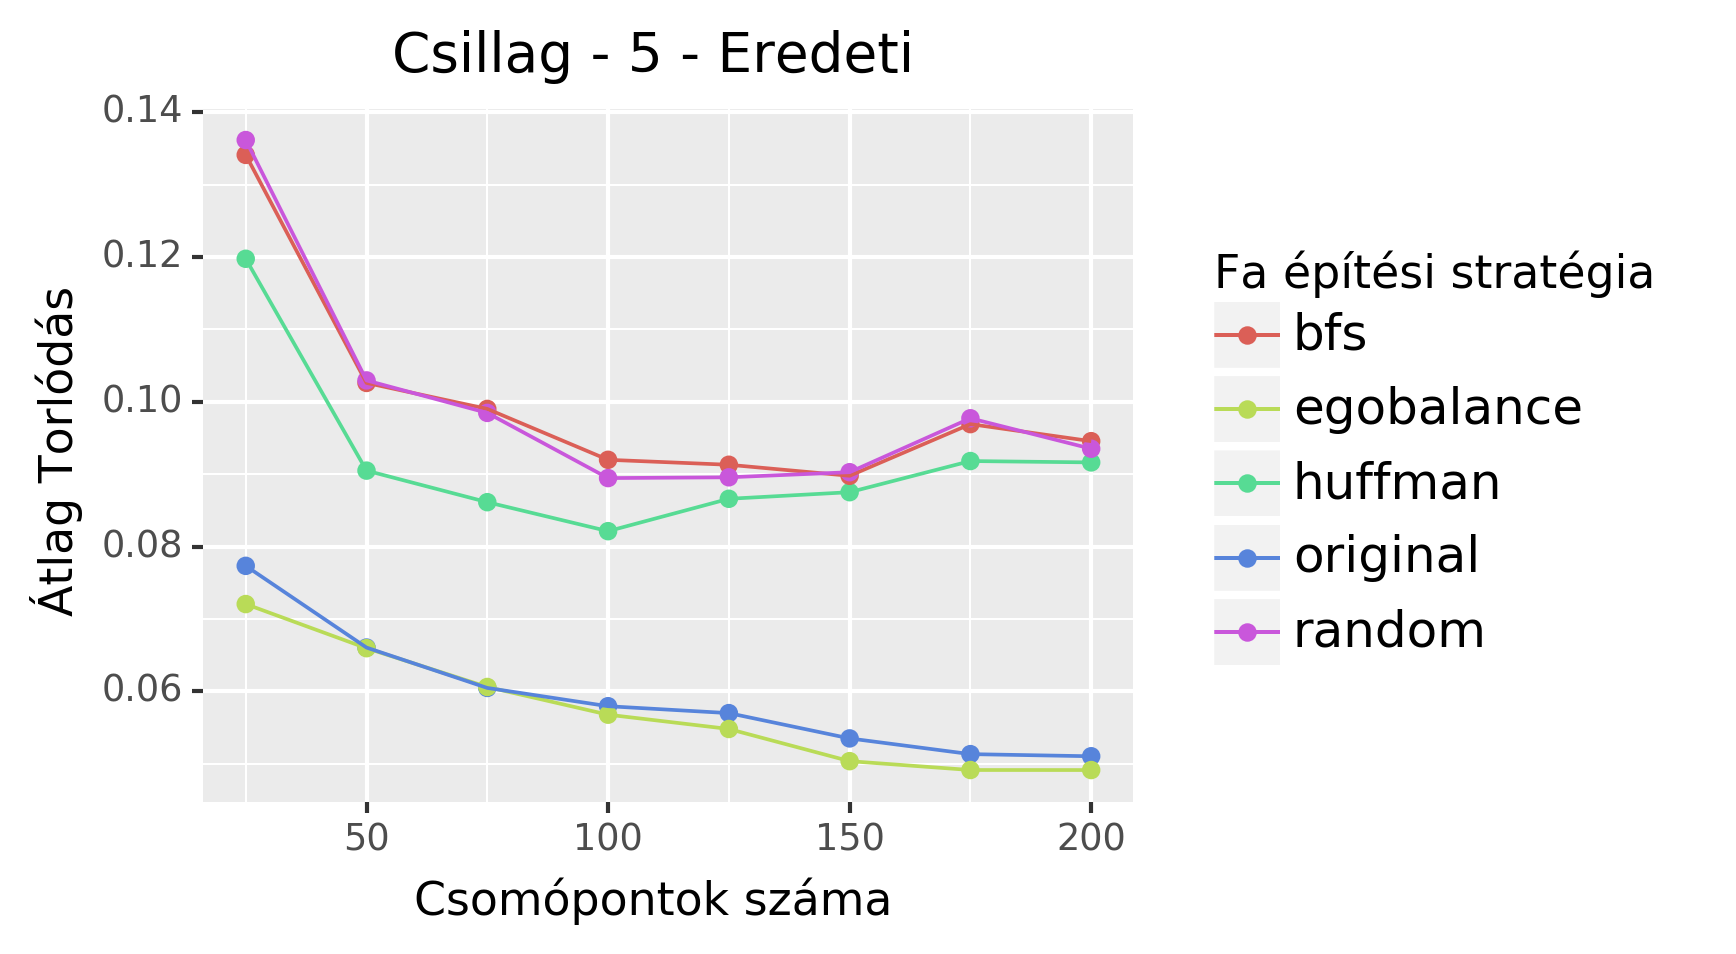 Csillag - 5 - Eredeti
0.14
0.12
0.10
0.08
0.06
Átlag Torlódás
50 100 150 200
Csomópontok száma
Fa építési stratégia
bfs
egobalance
huffman
original
random